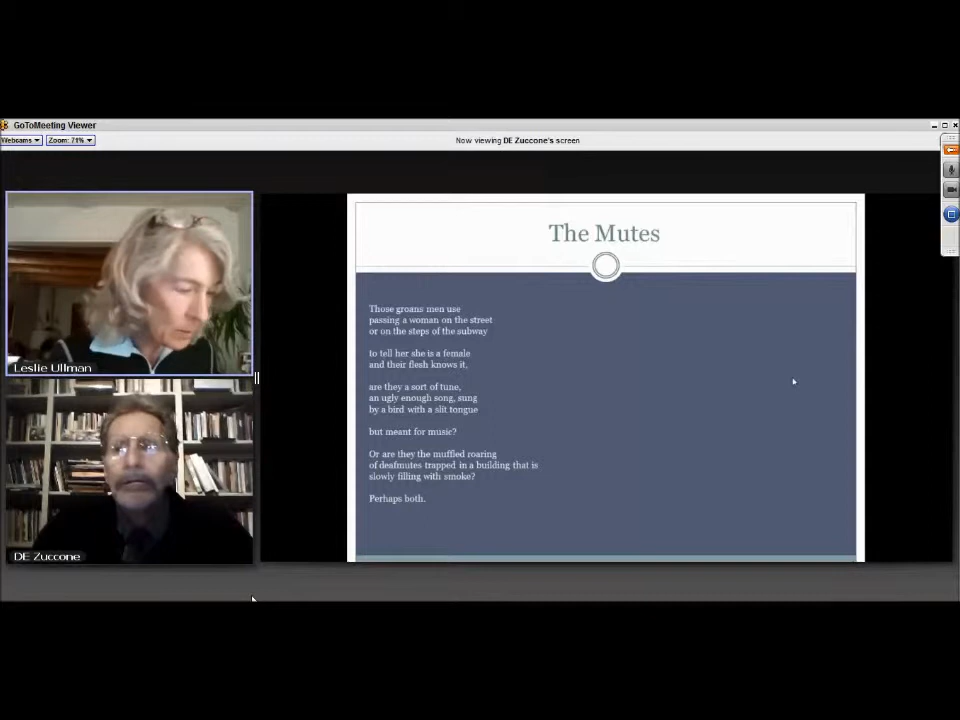 GoToMeeting Viewer
Webcams
Zoom: 71%
Now viewing DE Zuccone's screen
Leslie Ullman
DE Zuccone
The Mutes
Those groans men use
passing a woman on the street
or on the steps of the subway
to tell her she is a female
and their flesh knows it,
are they a sort of tune,
an ugly enough song, sung
by a bird with a slit tongue
but meant for music?
Or are they the muffled roaring
of deafmutes trapped in a building that is
slowly filling with smoke?
Perhaps both.